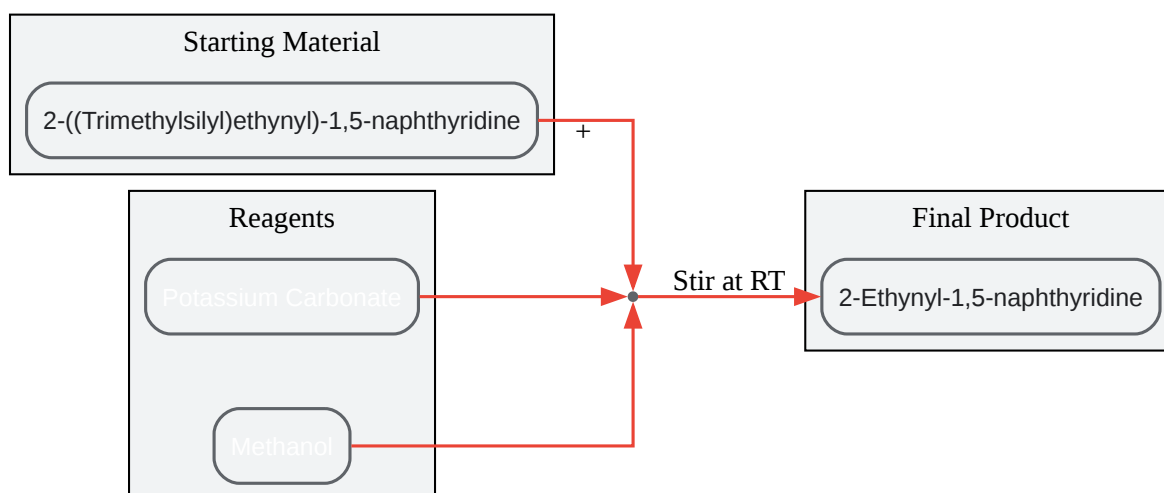 Starting Material
2-((Trimethylsilyl)ethynyl)-1,5-naphthyridine
+
Reagents
Potassium Carbonate
Methanol
Stir at RT
Final Product
2-Ethynyl-1,5-naphthyridine